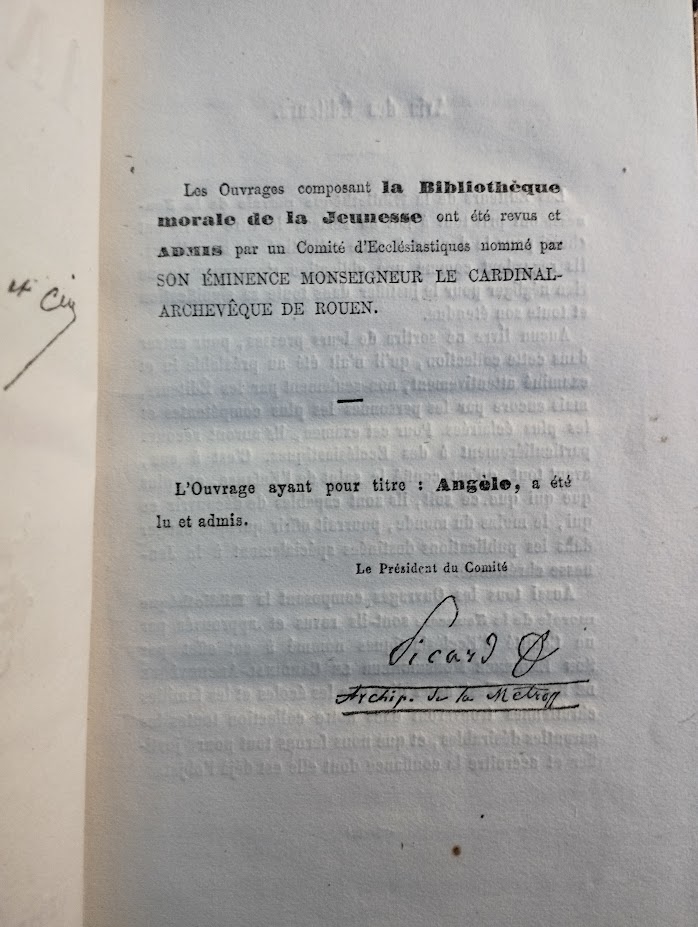 Les Ouvrages composant la Bibliothèque
morale de la Jeunesse ont été revus et
ADMIS par un Comité d'Ecclésiastiques nommé par
SON ÉMINENCE MONSEIGNEUR LE CARDINAL-
ARCHEVÊQUE DE ROUEN.
L'Ouvrage ayant pour titre : Angèle, a été
lu et admis.
Le Président du Comité
Picard
Archip. de la Métrop